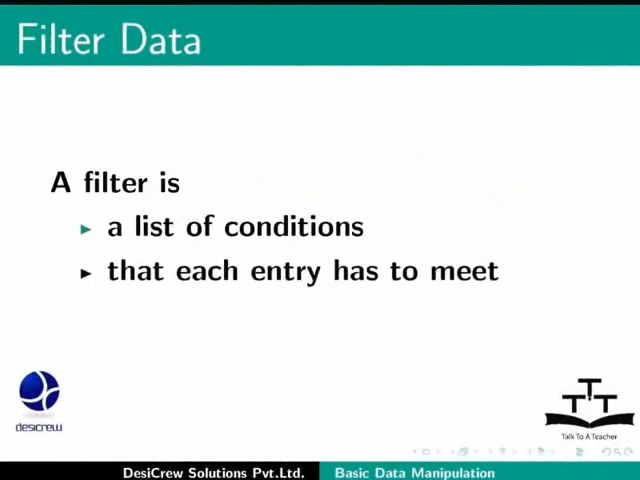 Filter Data
A filter is
a list of conditions
that each entry has to meet
desicrew
TTT
Talk To A Teacher
DesiCrew Solutions Pvt.Ltd. Basic Data Manipulation